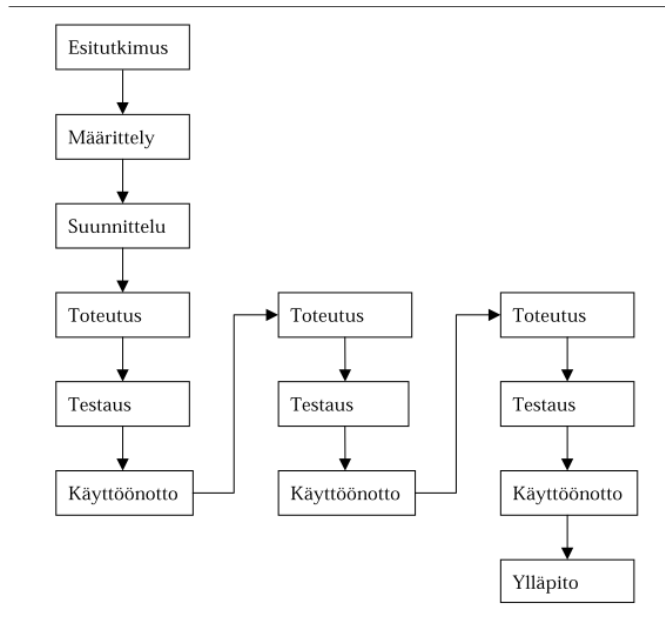 Esitutkimus
Määrittely
Suunnittelu
Toteutus
Testaus
Käyttöönotto
Toteutus
Testaus
Käyttöönotto
Toteutus
Testaus
Käyttöönotto
Ylläpito